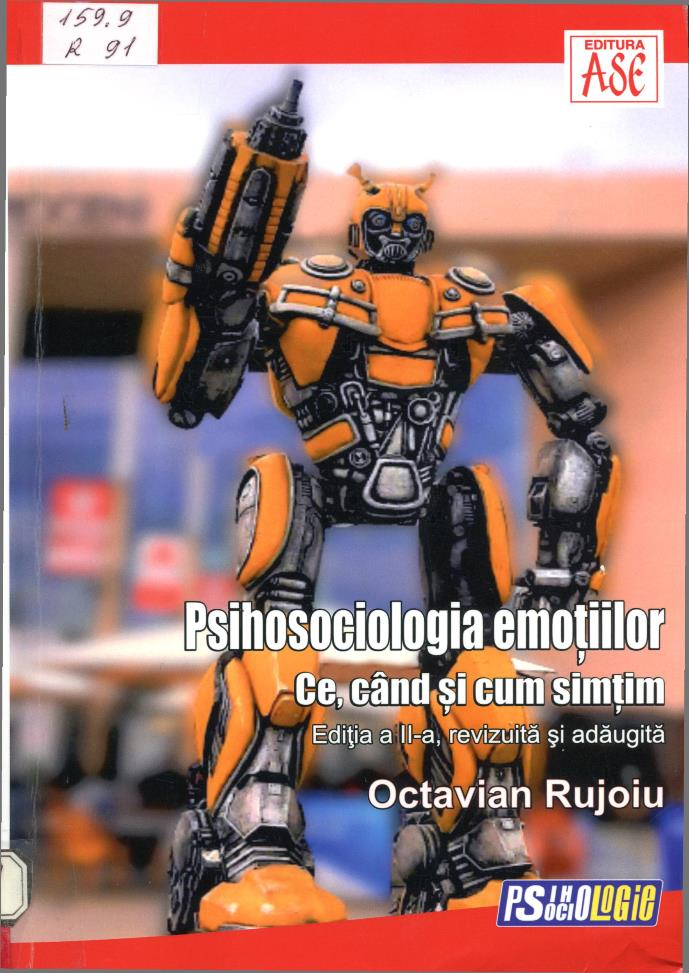 159.9
R 91
EDITURA
ASE
Psihosociologia emoțiilor
Ce, când și cum simțim
Ediţia a II-a, revizuită şi adăugită
Octavian Rujoiu
PSIHOLOGIE
SOCIOLOGIE